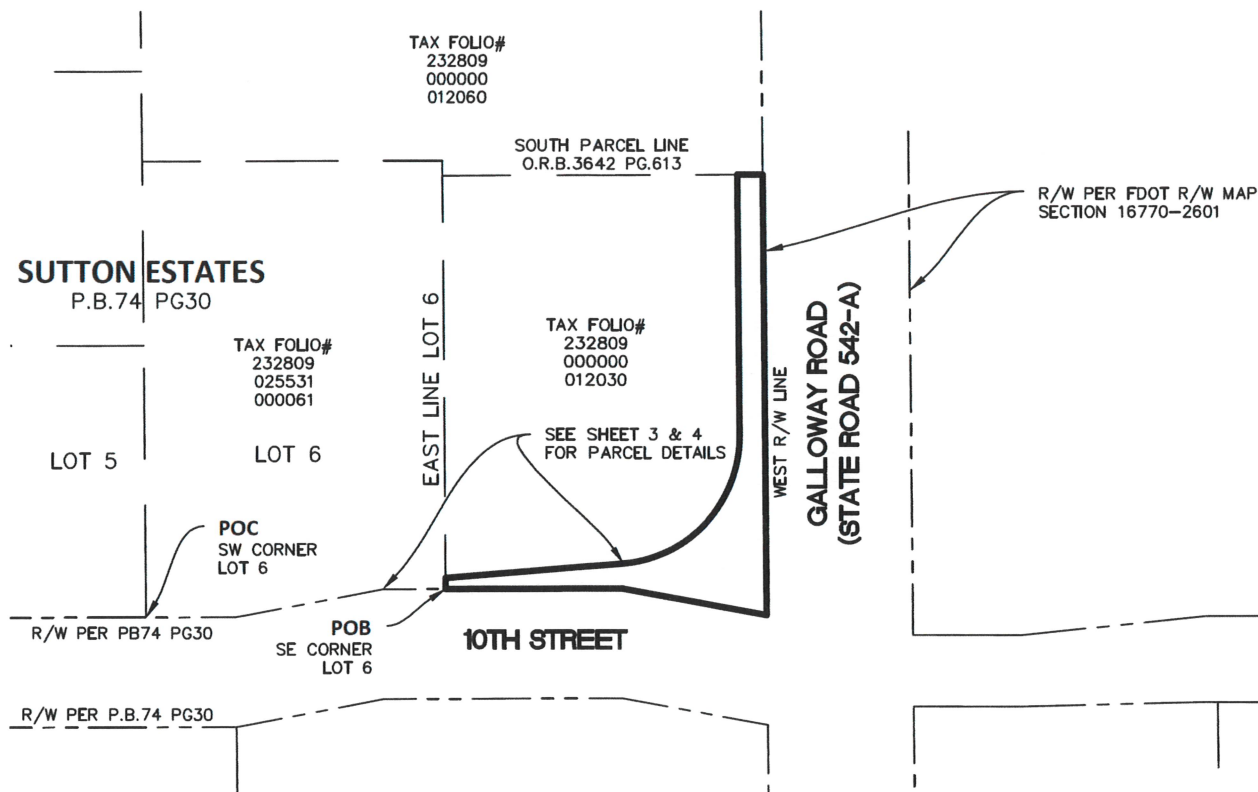 TAX FOLIO#
232809
000000
012060
SOUTH PARCEL LINE
O.R.B.3642 PG.613
R/W PER FDOT R/W MAP
SECTION 16770-2601
SUTTON ESTATES
P.B.74 PG30
EAST LINE LOT 6
TAX FOLIO#
232809
000000
012030
TAX FOLIO#
232809
025531
000061
WEST R/W LINE
GALLOWAY ROAD
(STATE ROAD 542-A)
LOT 5
LOT 6
SEE SHEET 3 & 4
FOR PARCEL DETAILS
POC
SW CORNER
LOT 6
R/W PER PB74 PG30
POB
SE CORNER
LOT 6
10TH STREET
R/W PER P.B.74 PG30